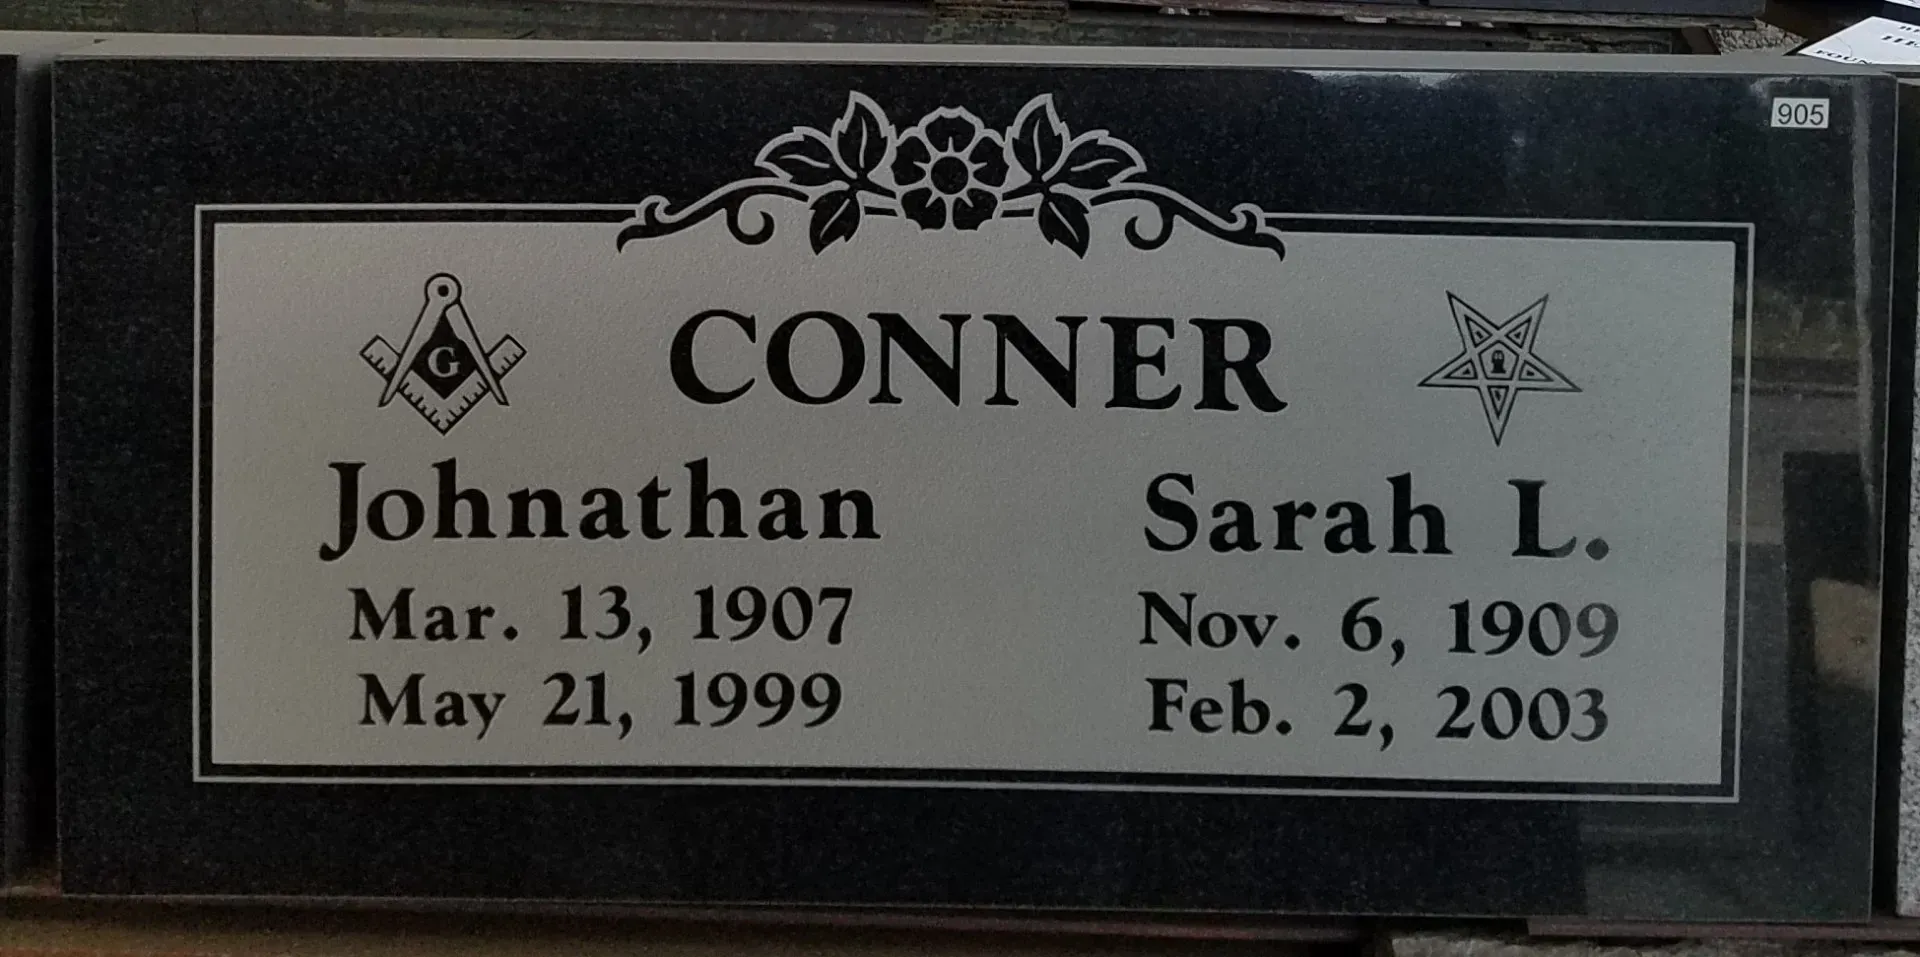 905
G
CONNER
Johnathan
Mar. 13, 1907
May 21, 1999
Sarah L.
Nov. 6, 1909
Feb. 2, 2003